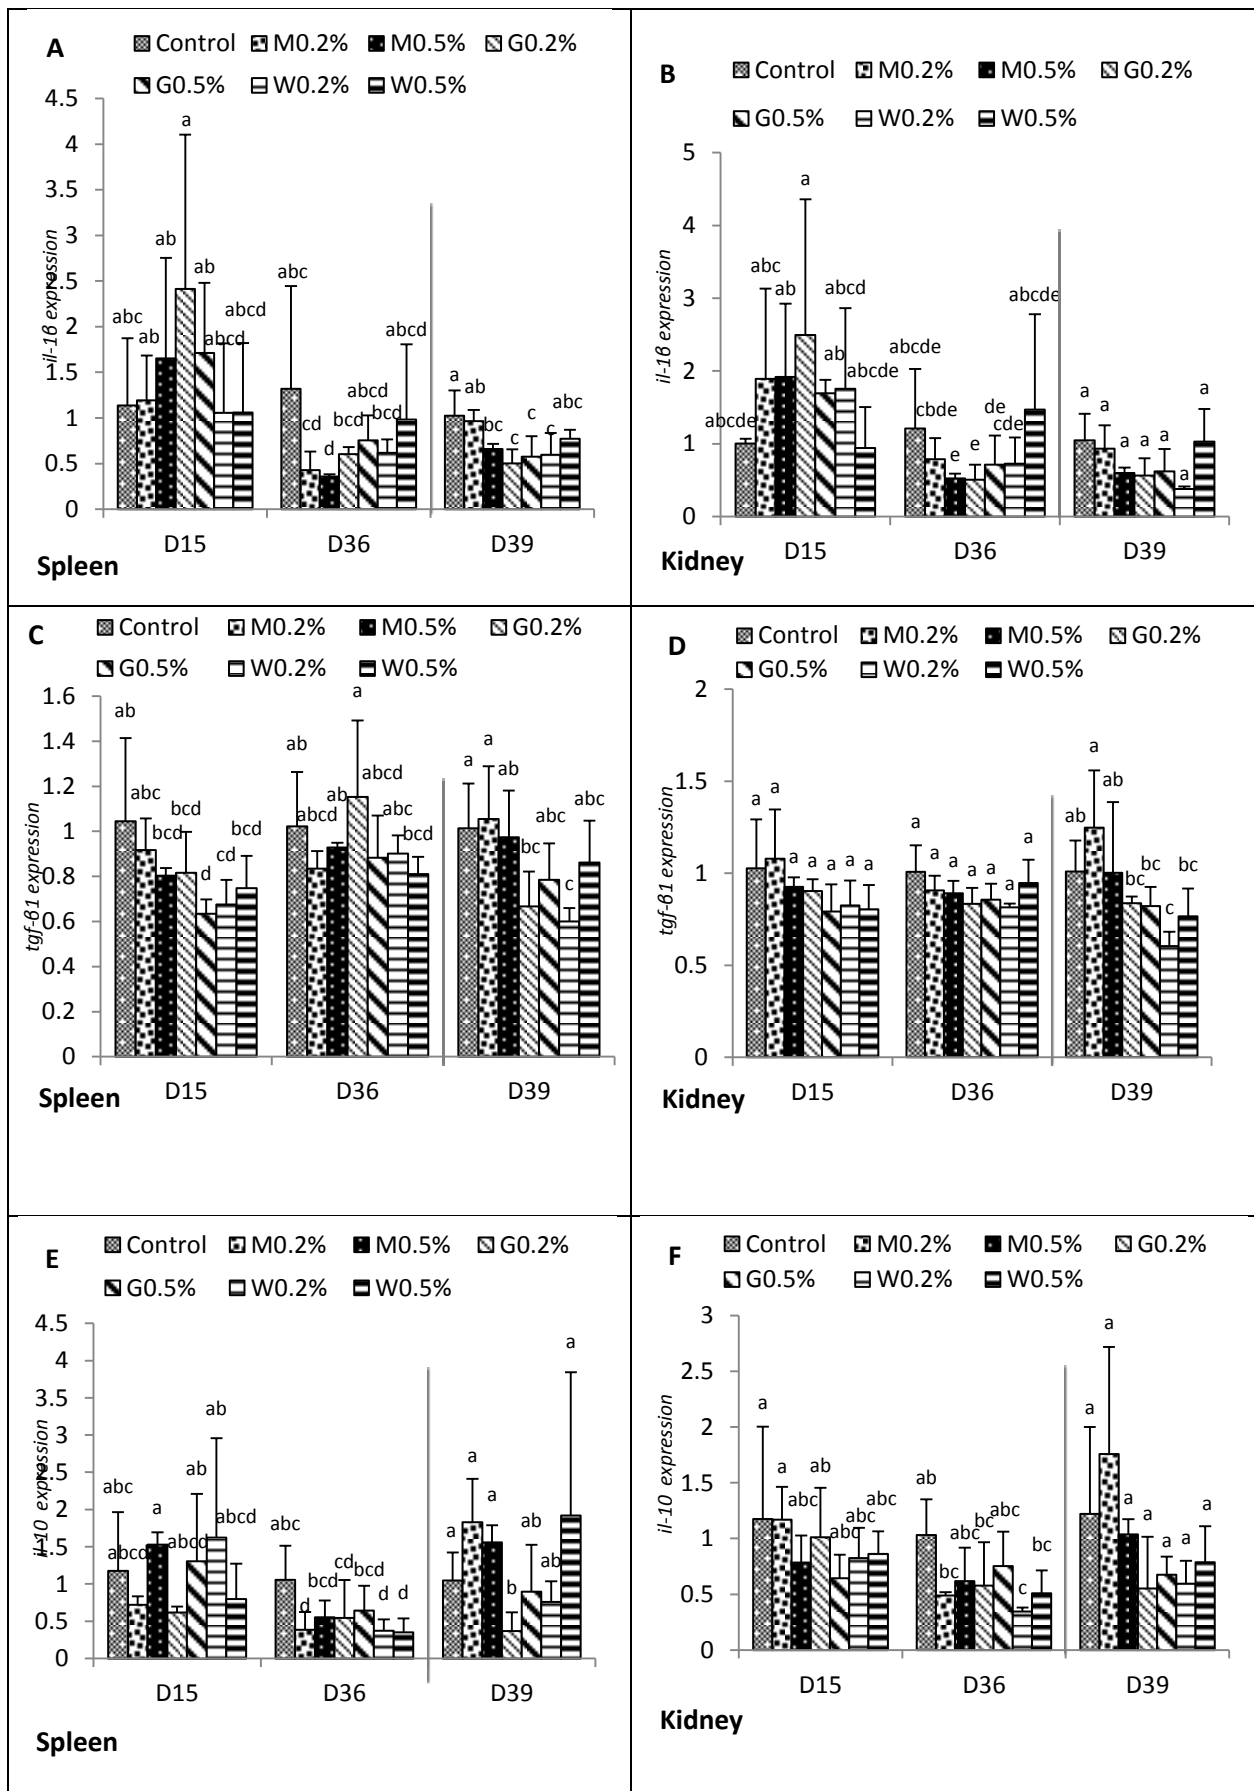 A
Control M0.2% M0.5% G0.2%
G0.5% W0.2% W0.5%
il-1β expression
4.5
4
3.5
3
2.5
2
1.5
1
0.5
0
abc ab ab a ab abcd abcd
abc cd d bcd abcd bcd abcd
a ab bc c c c abc
D15 D36 D39
Spleen
B
Control M0.2% M0.5% G0.2%
G0.5% W0.2% W0.5%
il-1β expression
5
4
3
2
1
0
abcde abc ab a ab abcd abcde
abcde cbde e e de cde abcde
a a a a a a a
D15 D36 D39
Kidney
C
Control M0.2% M0.5% G0.2%
G0.5% W0.2% W0.5%
tgf-β1 expression
1.6
1.4
1.2
1
0.8
0.6
0.4
0.2
0
ab abc bcd bcd d cd bcd
ab abcd ab a abcd abc bcd
a a ab bc abc c abc
D15 D36 D39
Spleen
D
Control M0.2% M0.5% G0.2%
G0.5% W0.2% W0.5%
tgf-β1 expression
2
1.5
1
0.5
0
a a a a a a a
a a a a a a a
ab a ab bc bc c bc
D15 D36 D39
Kidney
E
Control M0.2% M0.5% G0.2%
G0.5% W0.2% W0.5%
il-10 expression
4.5
4
3.5
3
2.5
2
1.5
1
0.5
0
abc abcd a abcd ab ab abcd
abc d bcd cd bcd d d
a a a b ab ab a
D15 D36 D39
Spleen
F
Control M0.2% M0.5% G0.2%
G0.5% W0.2% W0.5%
il-10 expression
3
2.5
2
1.5
1
0.5
0
a a abc ab abc abc abc
ab bc abc bc abc c bc
a a a a a a a
D15 D36 D39
Kidney